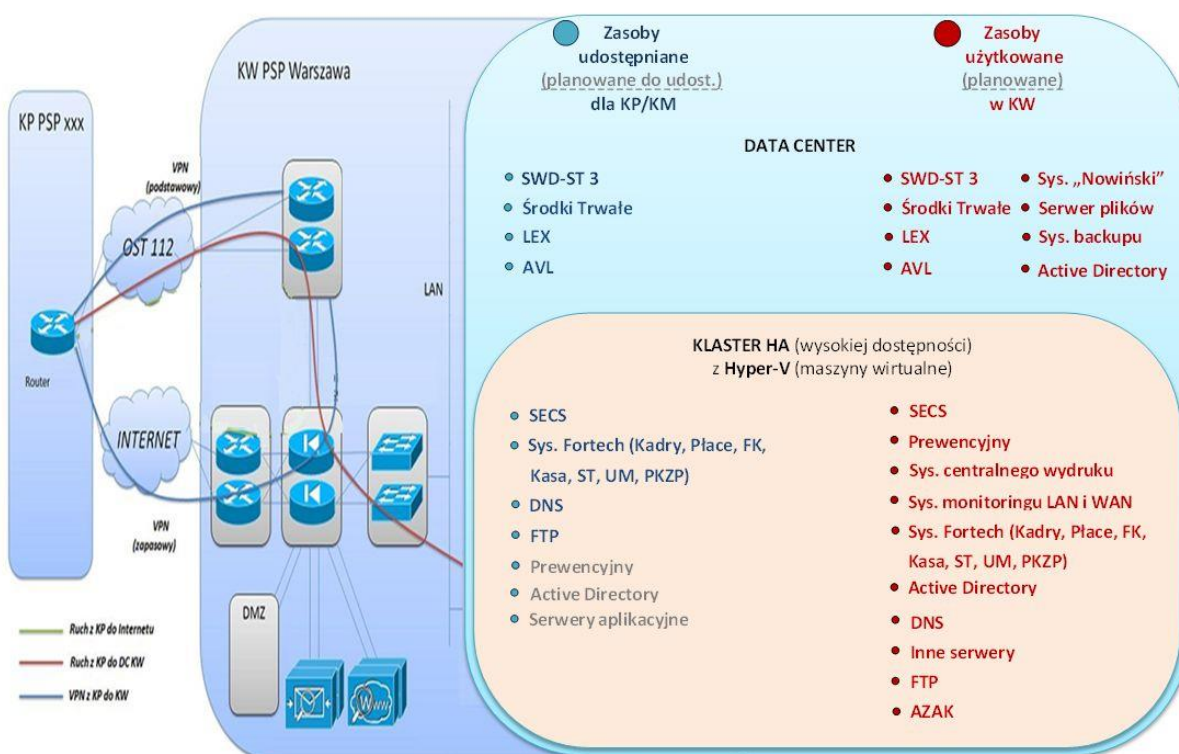 Zasoby
udostępniane
(planowane do udost.)
dla KP/KM
Zasoby
użytkowane
(planowane)
w KW
KW PSP Warszawa
KP PSP xxx
VPN
(podstawowy)
OST 112
LAN
Router
INTERNET
VPN
(zapasowy)
DMZ
WWW
Ruch z KP do Internetu
Ruch z KP do DC KW
VPN z KP do KW
DATA CENTER
SWD-ST 3
Środki Trwałe
LEX
AVL
SWD-ST 3
Środki Trwałe
LEX
AVL
Sys. „Nowiński”
Serwer plików
Sys. backupu
Active Directory
KLASTER HA (wysokiej dostępności)
z Hyper-V (maszyny wirtualne)
SECS
Sys. Fortech (Kadry, Płace, FK,
Kasa, ST, UM, PKZP)
DNS
FTP
Prewencyjny
Active Directory
Serwery aplikacyjne
SECS
Prewencyjny
Sys. centralnego wydruku
Sys. monitoringu LAN i WAN
Sys. Fortech (Kadry, Płace, FK,
Kasa, ST, UM, PKZP)
Active Directory
DNS
Inne serwery
FTP
AZAK